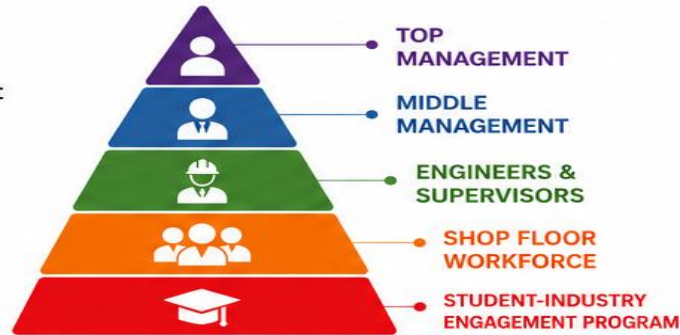 TOP
MANAGEMENT
MIDDLE
MANAGEMENT
ENGINEERS &
SUPERVISORS
SHOP FLOOR
WORKFORCE
STUDENT-INDUSTRY
ENGAGEMENT PROGRAM